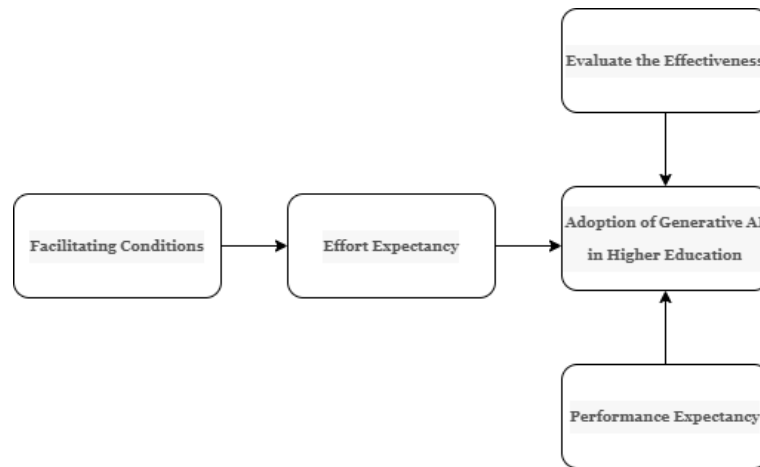 Evaluate the Effectiveness
Facilitating Conditions
Effort Expectancy
Adoption of Generative AI
in Higher Education
Performance Expectancy